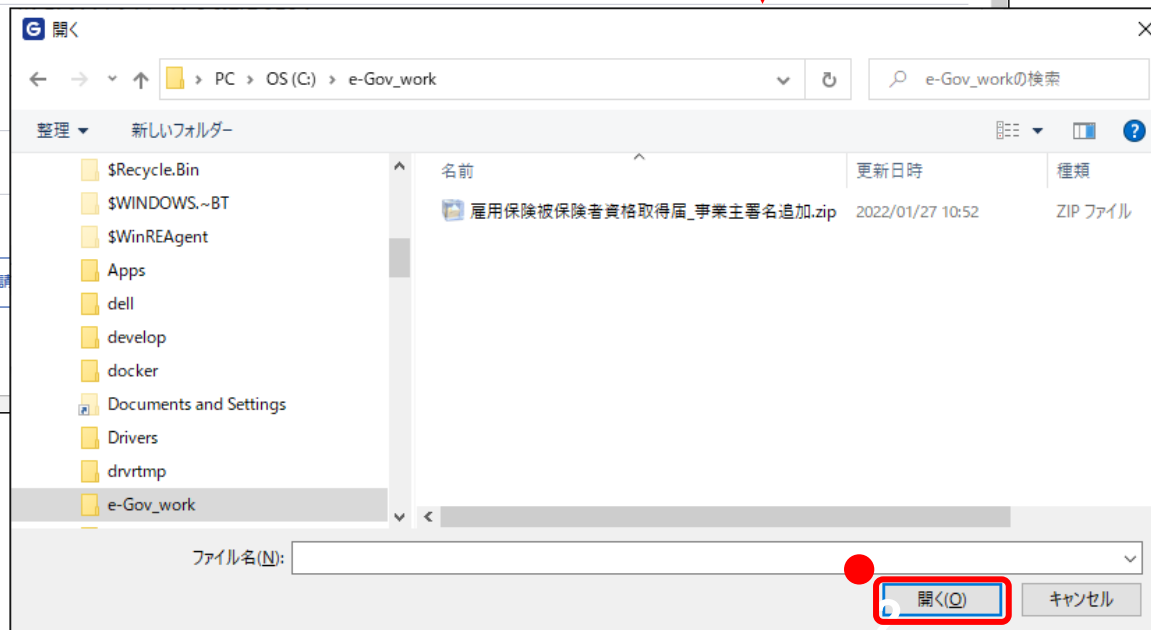 開く
PC > OS (C:) > e-Gov_work
e-Gov_workの検索
整理
新しいフォルダー
$Recycle.Bin
$WINDOWS.~BT
$WinREAgent
Apps
dell
develop
docker
Documents and Settings
Drivers
drvrtmp
e-Gov_work
名前 更新日時 種類
雇用保険被保険者資格取得届_事業主署名追加.zip 2022/01/27 10:52 ZIP ファイル
ファイル名(N):
開く(O)
キャンセル